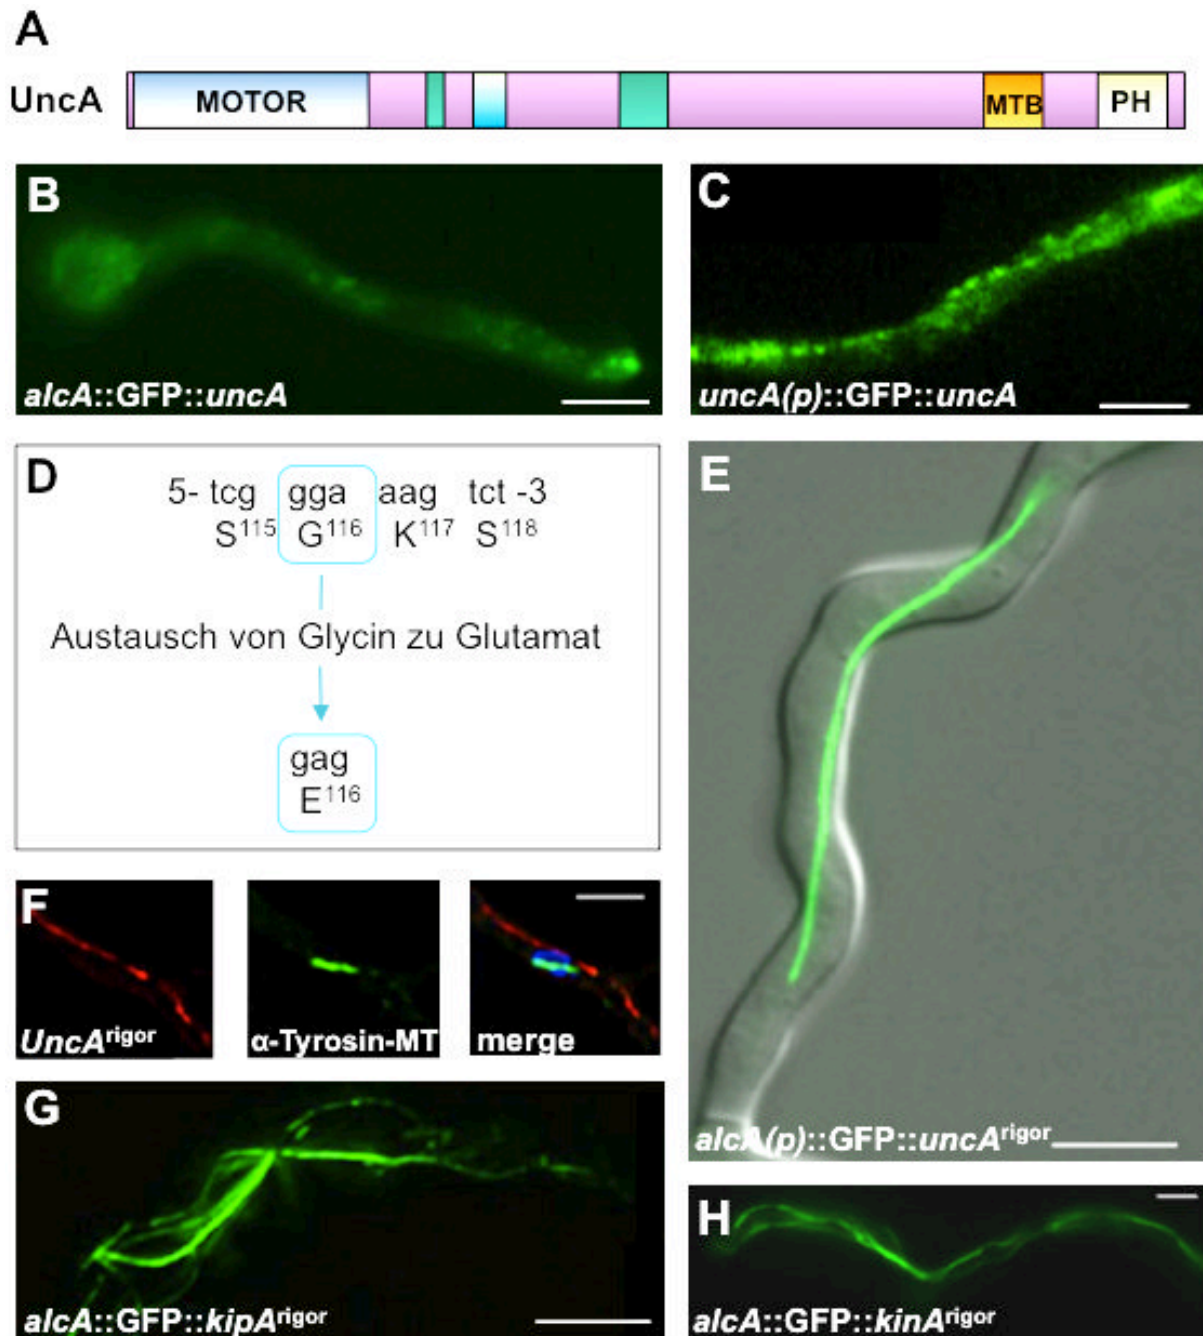 A
UncA MOTOR MTB PH
B
alcA::GFP::uncA
C
uncA(p)::GFP::uncA
D
5- tcg gga aag tct -3
S115 G116 K117 S118
Austausch von Glycin zu Glutamat
gag
E116
E
alcA(p)::GFP::uncArigor
F
UncArigor
α-Tyrosin-MT
merge
G
alcA::GFP::kipArigor
H
alcA::GFP::kinArigor